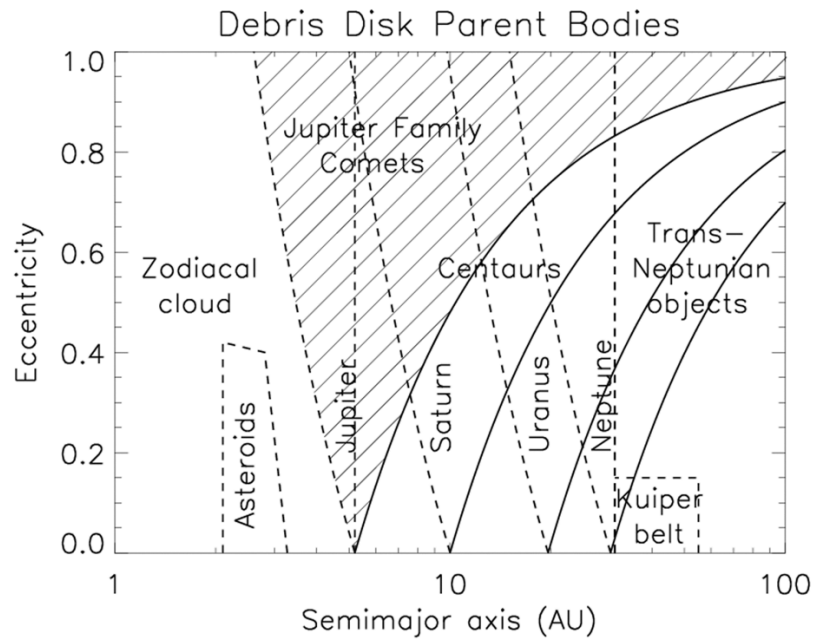 Debris Disk Parent Bodies
1.0
0.8
0.6
0.4
0.2
0.0
Eccentricity
Jupiter Family
Comets
Zodiacal
cloud
Centaurs
Trans-
Neptunian
objects
Asteroids
Jupiter
Saturn
Uranus
Neptune
Kuiper
belt
1
10
100
Semimajor axis (AU)